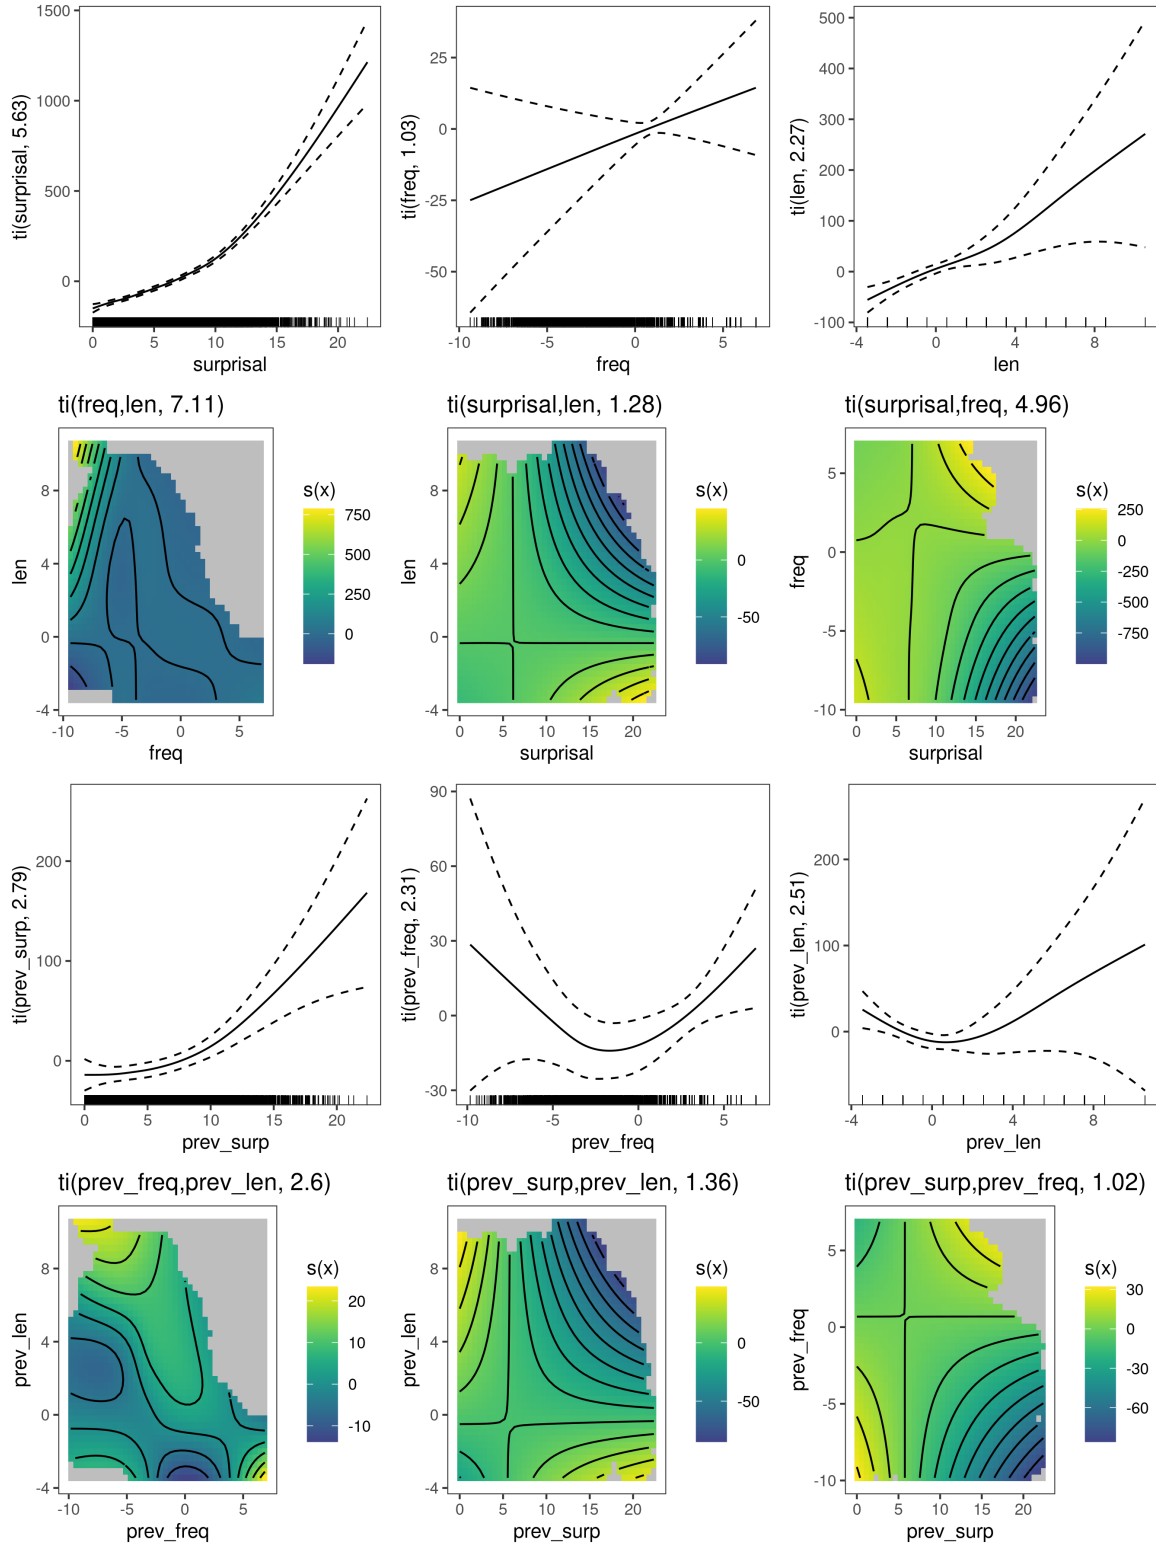 1500
1000
500
0
ti(surprisal, 5.63)
0 5 10 15 20
surprisal
25
0
-25
-50
ti(freq, 1.03)
-10 -5 0 5
freq
500
400
300
200
100
0
-100
ti(len, 2.27)
-4 0 4 8
len
ti(freq,len, 7.11)
8
4
0
-4
len
-10 -5 0 5
freq
s(x)
750
500
250
0
ti(surprisal,len, 1.28)
8
4
0
-4
len
0 5 10 15 20
surprisal
s(x)
0
-50
ti(surprisal,freq, 4.96)
5
0
-5
-10
freq
0 5 10 15 20
surprisal
s(x)
250
0
-250
-500
-750
200
100
0
ti(prev_surp, 2.79)
0 5 10 15 20
prev_surp
90
60
30
0
-30
ti(prev_freq, 2.31)
-10 -5 0 5
prev_freq
200
100
0
ti(prev_len, 2.51)
-4 0 4 8
prev_len
ti(prev_freq,prev_len, 2.6)
8
4
0
-4
prev_len
-10 -5 0 5
prev_freq
s(x)
20
10
0
-10
ti(prev_surp,prev_len, 1.36)
8
4
0
-4
prev_len
0 5 10 15 20
prev_surp
s(x)
0
-50
ti(prev_surp,prev_freq, 1.02)
5
0
-5
-10
prev_freq
0 5 10 15 20
prev_surp
s(x)
30
0
-30
-60